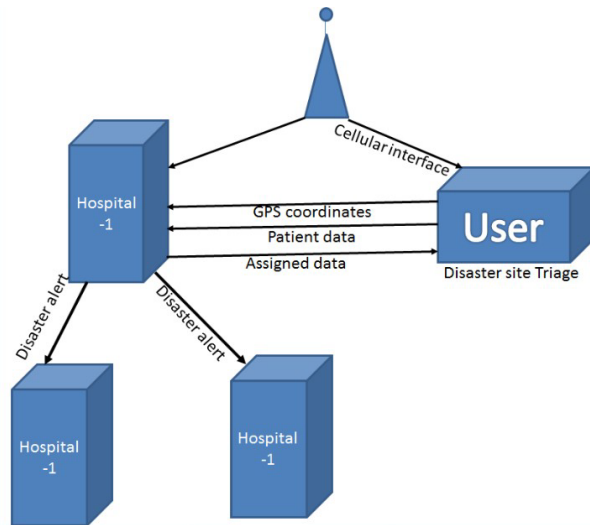 Cellular interface
Hospital
-1
GPS coordinates
Patient data
Assigned data
User
Disaster site Triage
Disaster alert
Disaster alert
Hospital
-1
Hospital
-1